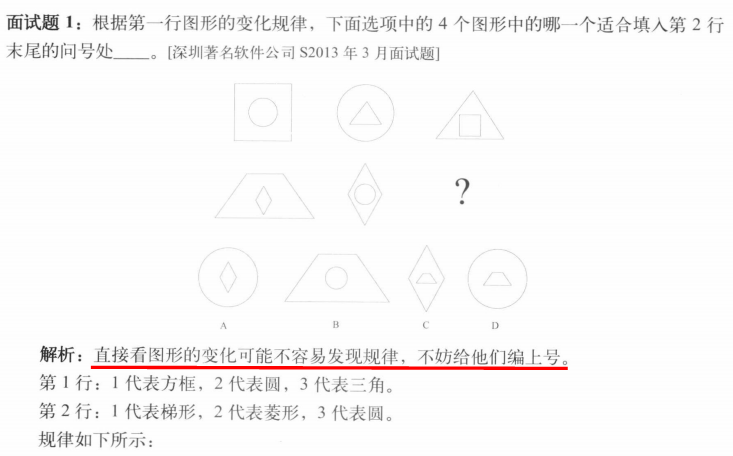 面试题 1：根据第一行图形的变化规律，下面选项中的 4 个图形中的哪一个适合填入第 2 行
末尾的问号处____。[深圳著名软件公司 S2013 年 3 月面试题]
?
A B C D
解析：直接看图形的变化可能不容易发现规律，不妨给他们编上号。
第 1 行：1 代表方框，2 代表圆，3 代表三角。
第 2 行：1 代表梯形，2 代表菱形，3 代表圆。
规律如下所示：